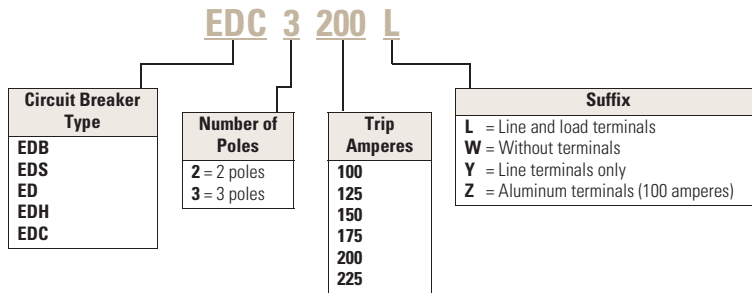 EDC 3 200 L
Circuit Breaker
Type
EDB
EDS
ED
EDH
EDC
Number of
Poles
2 = 2 poles
3 = 3 poles
Trip
Amperes
100
125
150
175
200
225
Suffix
L = Line and load terminals
W = Without terminals
Y = Line terminals only
Z = Aluminum terminals (100 amperes)